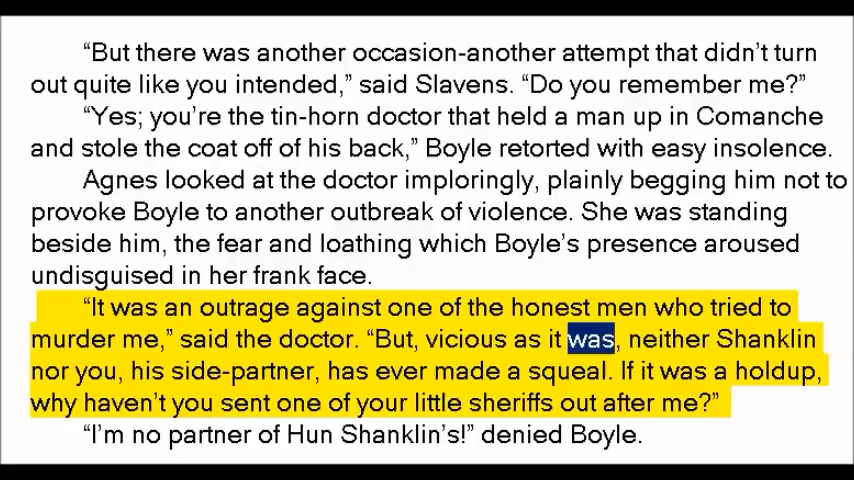 “But there was another occasion-another attempt that didn’t turn
out quite like you intended,” said Slavens. “Do you remember me?”
“Yes; you’re the tin-horn doctor that held a man up in Comanche
and stole the coat off of his back,” Boyle retorted with easy insolence.
Agnes looked at the doctor imploringly, plainly begging him not to
provoke Boyle to another outbreak of violence. She was standing
beside him, the fear and loathing which Boyle’s presence aroused
undisguised in her frank face.
“It was an outrage against one of the honest men who tried to
murder me,” said the doctor. “But, vicious as it was, neither Shanklin
nor you, his side-partner, has ever made a squeal. If it was a holdup,
why haven’t you sent one of your little sheriffs out after me?”
“I’m no partner of Hun Shanklin’s!” denied Boyle.